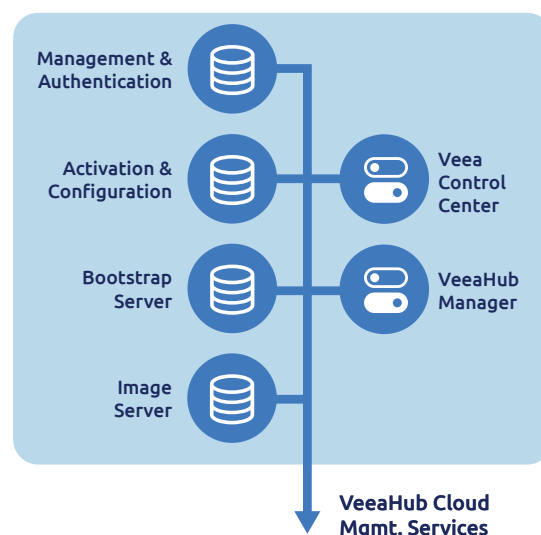 Management &
Authentication
Activation &
Configuration
Veea
Control
Center
Bootstrap
Server
VeeaHub
Manager
Image
Server
VeeaHub Cloud
Mgmt. Services